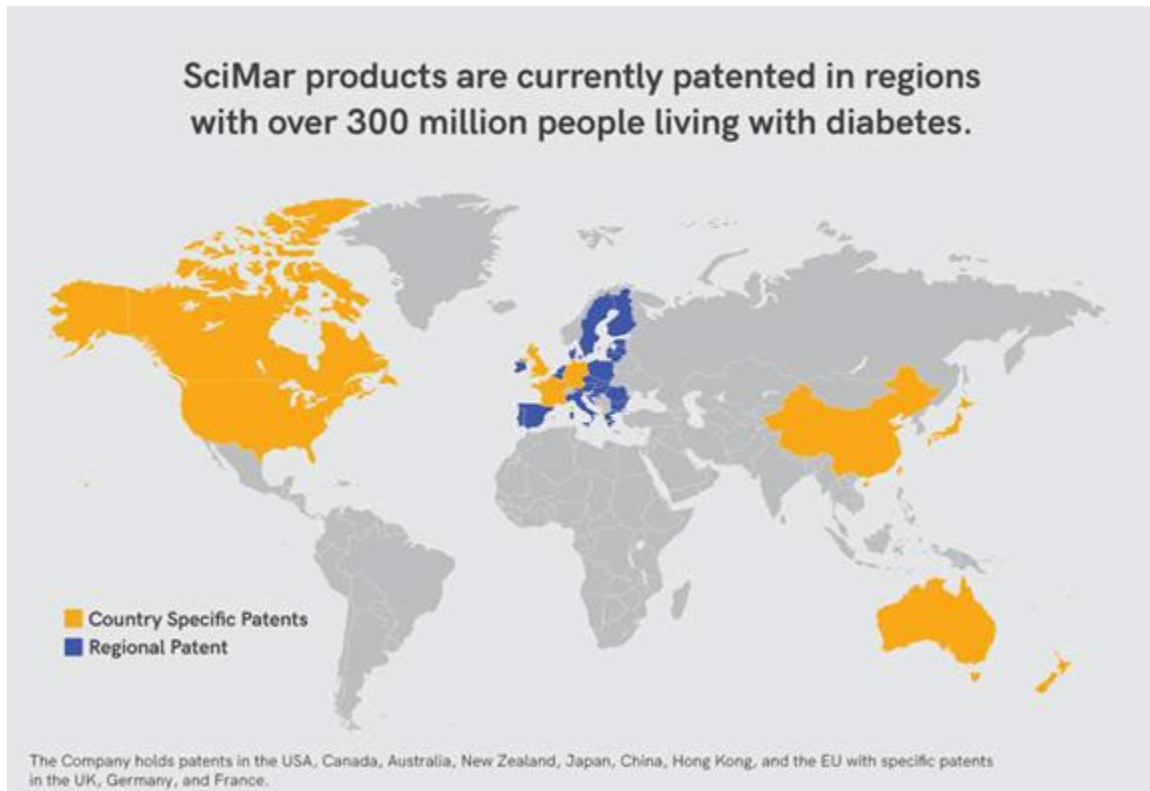 SciMar products are currently patented in regions
with over 300 million people living with diabetes.
Country Specific Patents
Regional Patent
The Company holds patents in the USA, Canada, Australia, New Zealand, Japan, China, Hong Kong, and the EU with specific patents
in the UK, Germany, and France.